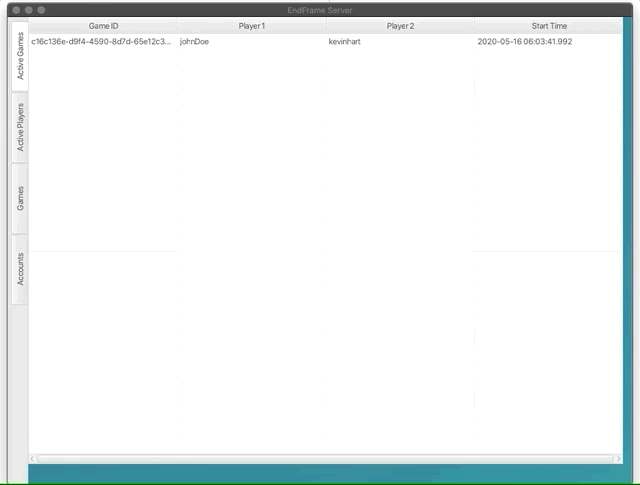 EndFrame Server
Game ID Player 1 Player 2 Start Time
c16c136e-d9f4-4590-8d7d-65e12c3... johnDoe kevinhart 2020-05-16 06:03:41.992
Active Games
Active Players
Games
Accounts